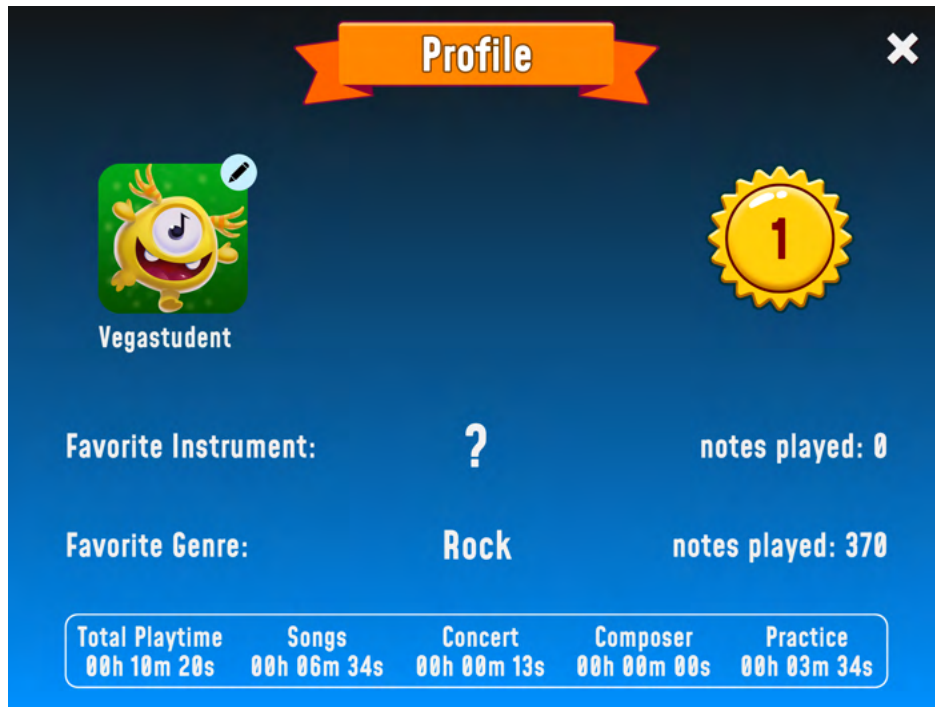 Profile
1
Vegastudent
Favorite Instrument: ? notes played: 0
Favorite Genre: Rock notes played: 370
Total Playtime Songs Concert Composer Practice
00h 10m 20s 00h 06m 34s 00h 00m 13s 00h 00m 00s 00h 03m 34s